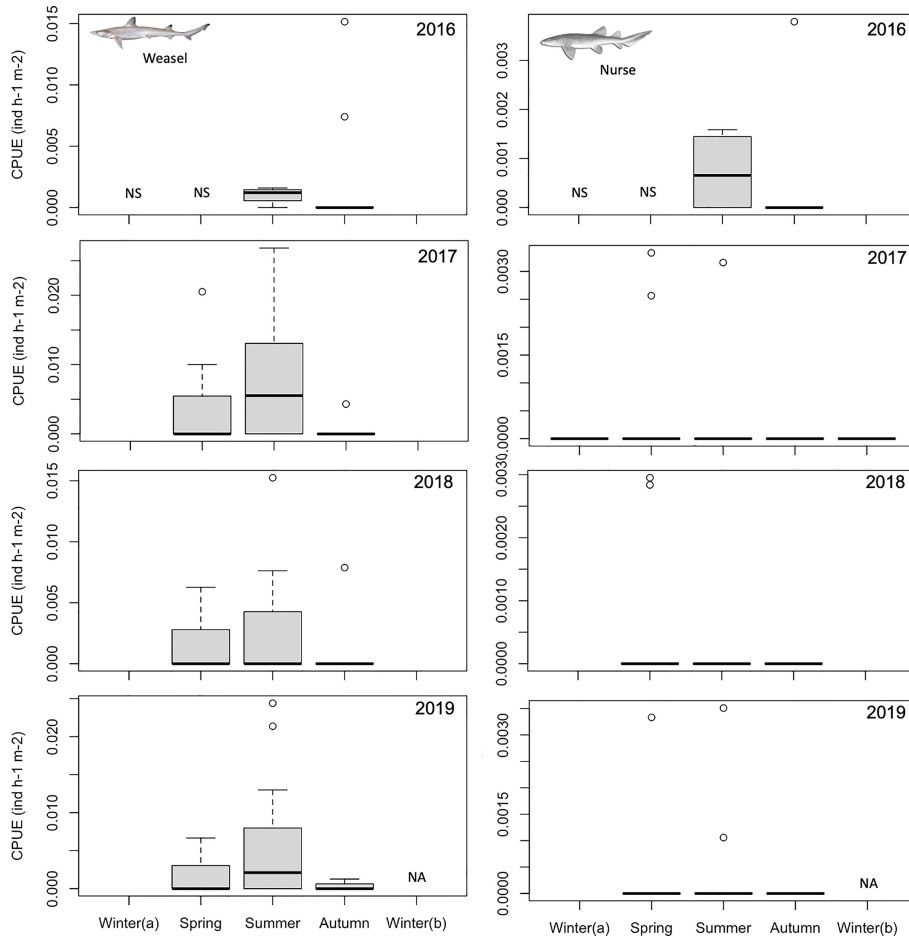 2016
Weasel
CPUE (ind h-1 m-2)
0.015
0.010
0.005
0.000
NS
NS
2016
Nurse
0.003
0.002
0.001
0.000
NS
NS
2017
CPUE (ind h-1 m-2)
0.020
0.010
0.000
2017
0.0030
0.0015
0.0000
2018
CPUE (ind h-1 m-2)
0.015
0.010
0.005
0.000
2018
0.0030
0.0020
0.0010
0.0000
2019
CPUE (ind h-1 m-2)
0.020
0.010
0.000
NA
Winter(a) Spring Summer Autumn Winter(b)
2019
0.0030
0.0015
0.0000
NA
Winter(a) Spring Summer Autumn Winter(b)